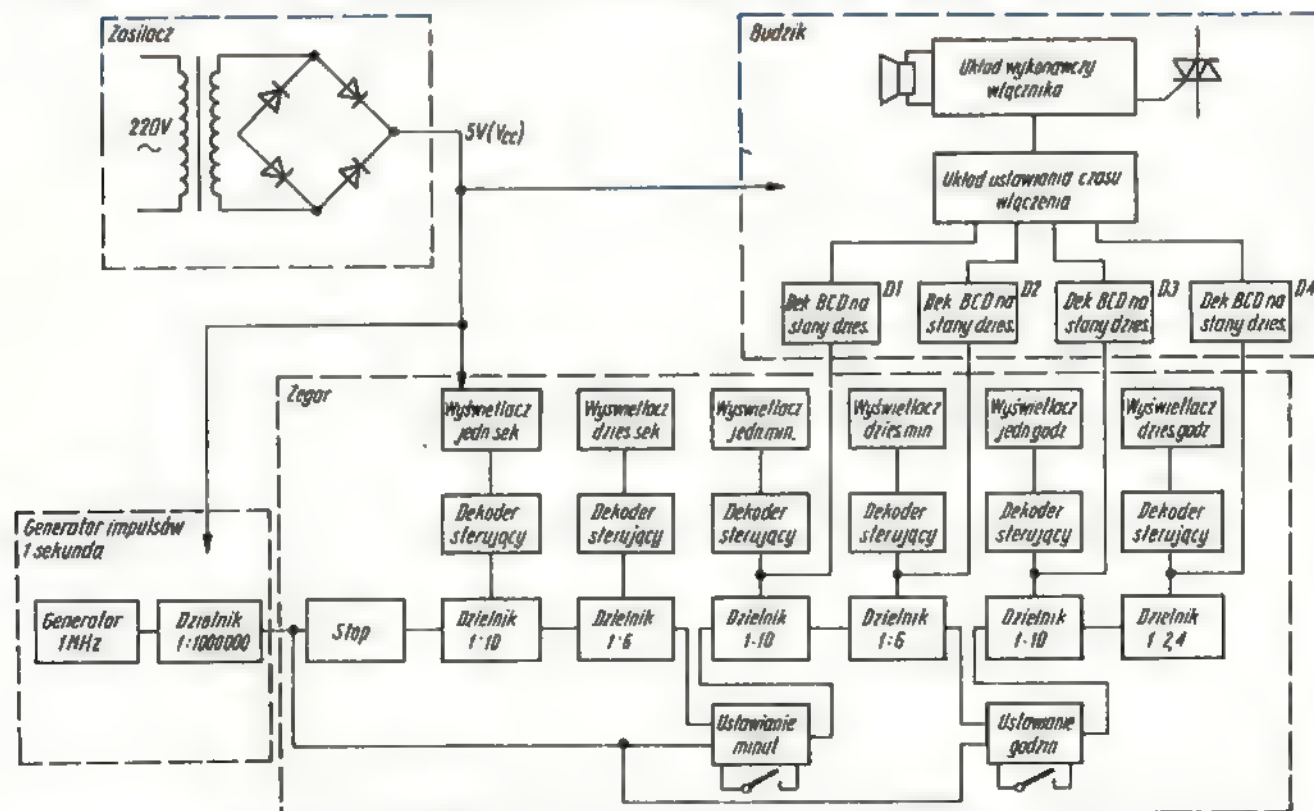 Zasilacz
220V
~
5V(Vcc)
Budzik
Układ wykonawczy
włącznika
Układ ustawiania czasu
włączenia
Dek BCD na
stany dzies.
D1
Dek BCD na
stany dzies.
D2
Dek BCD na
stany dzies.
D3
Dek BCD na
stany dzies.
D4
Zegar
Wyświetlacz
jedn. sek
Wyświetlacz
dzies. sek
Wyświetlacz
jedn. min.
Wyświetlacz
dzies. min
Wyświetlacz
jedn. godz
Wyświetlacz
dzies. godz
Dekoder
sterujący
Dekoder
sterujący
Dekoder
sterujący
Dekoder
sterujący
Dekoder
sterujący
Dekoder
sterujący
Generator impulsów
1 sekunda
Generator
1 MHz
Dzielnik
1:1000000
Stop
Dzielnik
1:10
Dzielnik
1:6
Dzielnik
1:10
Dzielnik
1:6
Dzielnik
1:10
Dzielnik
1:2,4
Ustawianie
minut
Ustawianie
godzin